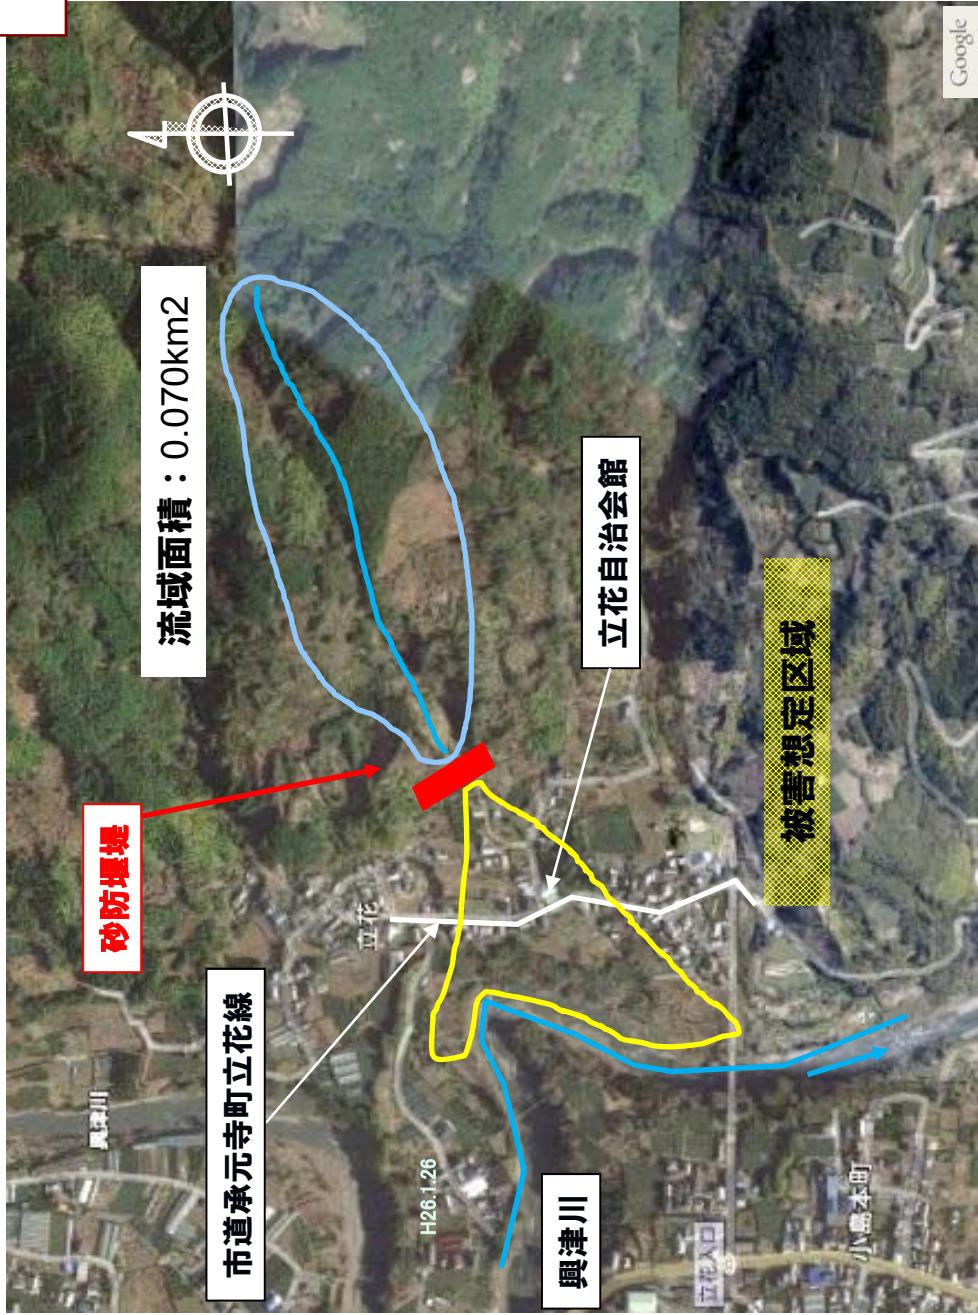 流域面積：0.070km2
砂防堰堤
立花自治会館
被害想定区域
立花
市道承元寺町立花線
興津川
H26.1.26
興津川
立花入口
小島本町
Google